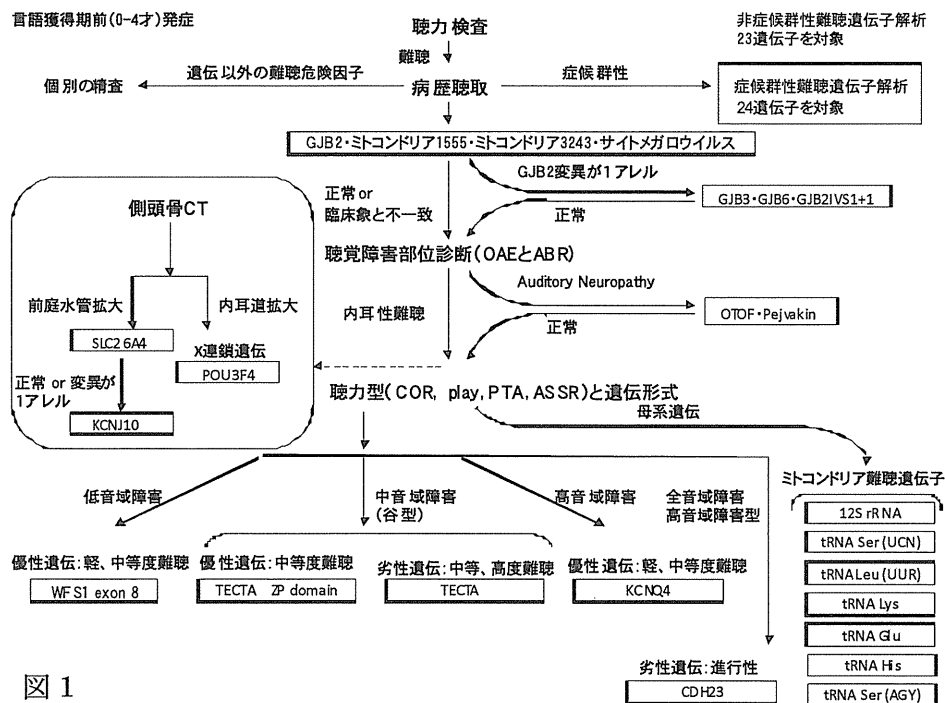 言語獲得期前(0-4才)発症
聴力検査
非症候群性難聴遺伝子解析
23遺伝子を対象
難聴
遺伝以外の難聴危険因子
症候群性
個別の精査
病歴聴取
症候群性難聴遺伝子解析
24遺伝子を対象
GJB2・ミトコンドリア1555・ミトコンドリア3243・サイトメガロウイルス
GJB2変異が1アレル
正常 or
臨床象と不一致
GJB3・GJB6・GJB2IVS1+1
正常
側頭骨CT
聴覚障害部位診断(OAEとABR)
Auditory Neuropathy
前庭水管拡大
内耳道拡大
内耳性難聴
OTOF・Pejvakin
正常
SLC26A4
X連鎖遺伝
POU3F4
正常 or 変異が
1アレル
KCNJ10
聴力型(COR, play, PTA, ASSR)と遺伝形式
母系遺伝
ミトコンドリア難聴遺伝子
低音域障害
中音域障害
(谷型)
高音域障害
全音域障害
高音域障害型
12S rRNA
tRNA Ser(UCN)
tRNALeu(UUR)
tRNA Lys
tRNA Glu
tRNA His
tRNA Ser(AGY)
優性遺伝:軽、中等度難聴
WFS1 exon 8
優性遺伝:中等度難聴
TECTA ZP domain
劣性遺伝:中等、高度難聴
TECTA
優性遺伝:軽、中等度難聴
KCNQ4
劣性遺伝:進行性
CDH23
図1